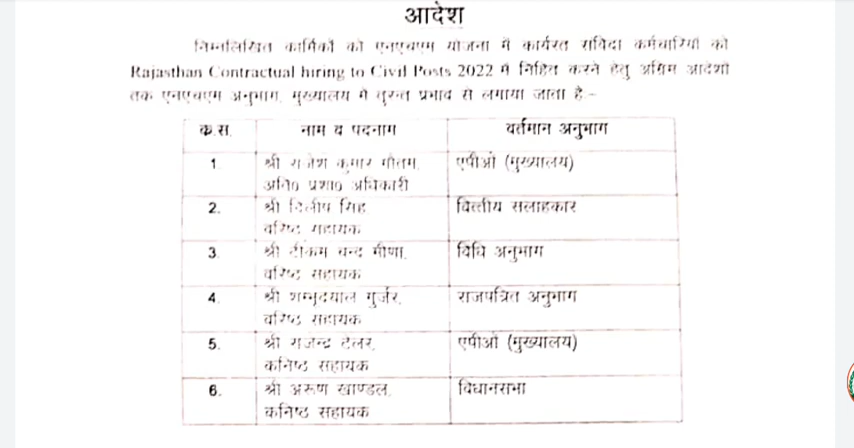 आदेश
निम्नलिखित कार्मिकों को एनएचएम योजना में कार्यरत संविदा कर्मचारियों को
Rajasthan Contractual hiring to Civil Posts 2022 में निहित करने हेतु अग्रिम आदेशों
तक एनएचएम अनुभाग, मुख्यालय में तुरन्त प्रभाव से लगाया जाता है:-
क्र.स. नाम व पदनाम वर्तमान अनुभाग
1. श्री राजेश कुमार गौतम, एपीओ (मुख्यालय)
अति0 प्रशा0 अधिकारी
2. श्री दिलीप सिंह वित्तीय सलाहकार
वरिष्ठ सहायक
3. श्री टीकम चन्द मीणा, विधि अनुभाग
वरिष्ठ सहायक
4. श्री शम्भूदयाल गुर्जर, राजपत्रित अनुभाग
वरिष्ठ सहायक
5. श्री राजेन्द्र टेलर, एपीओ (मुख्यालय)
कनिष्ठ सहायक
6. श्री अरूण खाण्डल, विधानसभा
कनिष्ठ सहायक